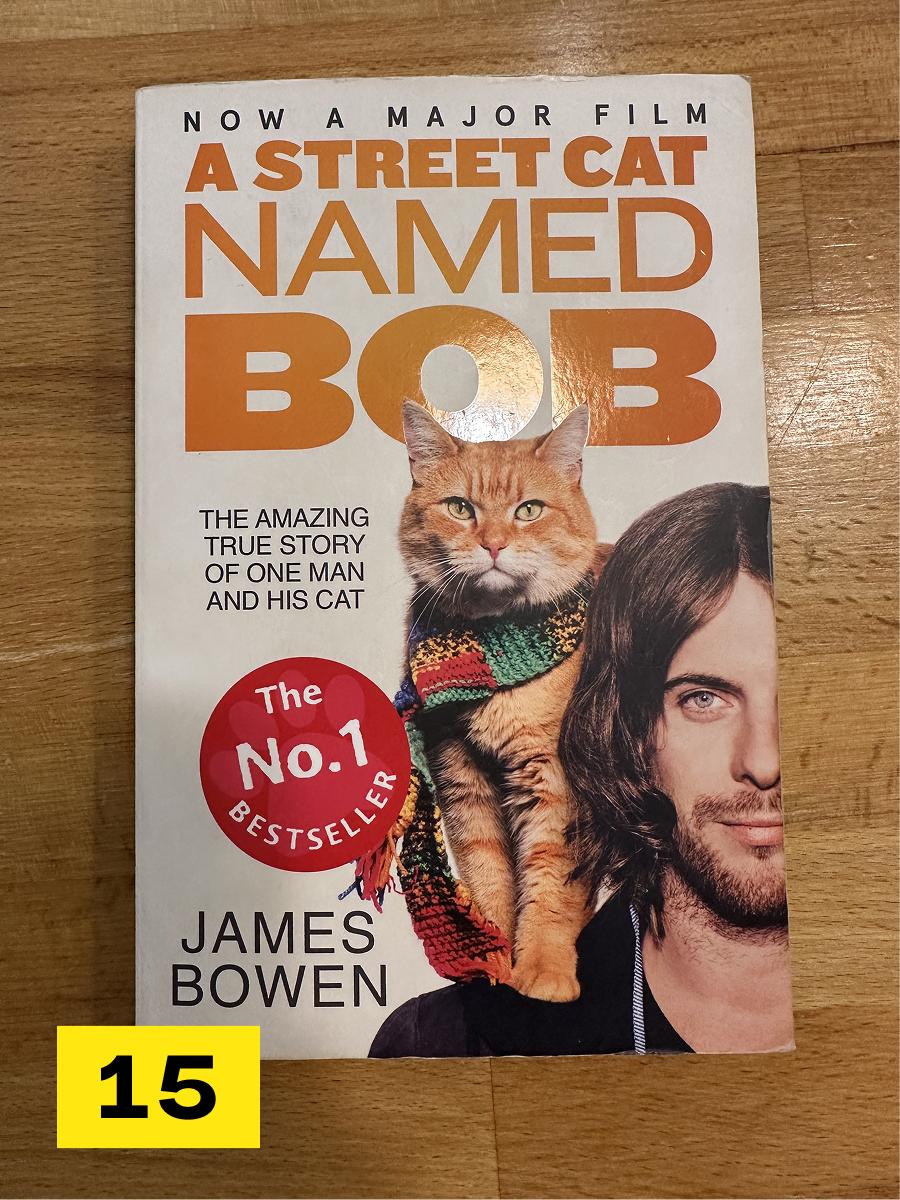 NOW A MAJOR FILM
A STREET CAT
NAMED
BOB
THE AMAZING
TRUE STORY
OF ONE MAN
AND HIS CAT
The
No.1
BESTSELLER
JAMES
BOWEN
15